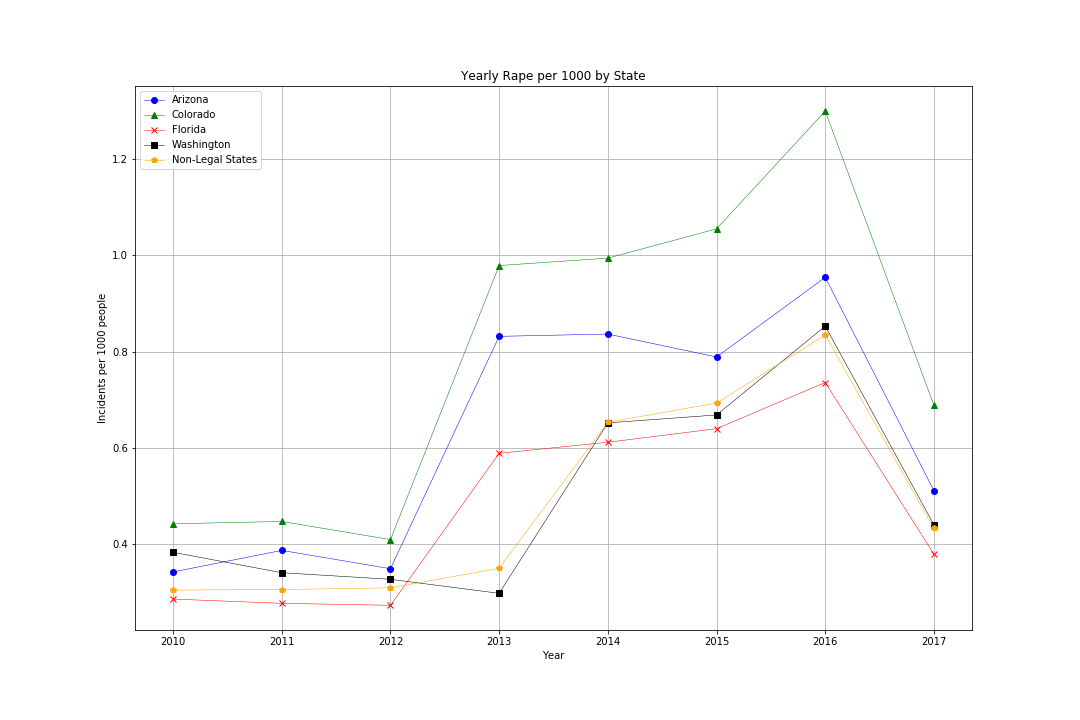 Yearly Rape per 1000 by State
Arizona
Colorado
Florida
Washington
Non-Legal States
1.2
1.0
0.8
0.6
0.4
Incidents per 1000 people
2010 2011 2012 2013 2014 2015 2016 2017
Year